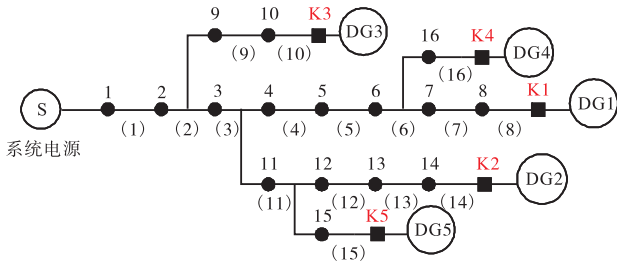 9 10 K3 DG3
(9) (10)
16 K4 DG4
(16)
S 1 2 3 4 5 6 7 8 K1 DG1
(1) (2) (3) (4) (5) (6) (7) (8)
系统电源
11 12 13 14 K2 DG2
(11) (12) (13) (14)
15 K5 DG5
(15)